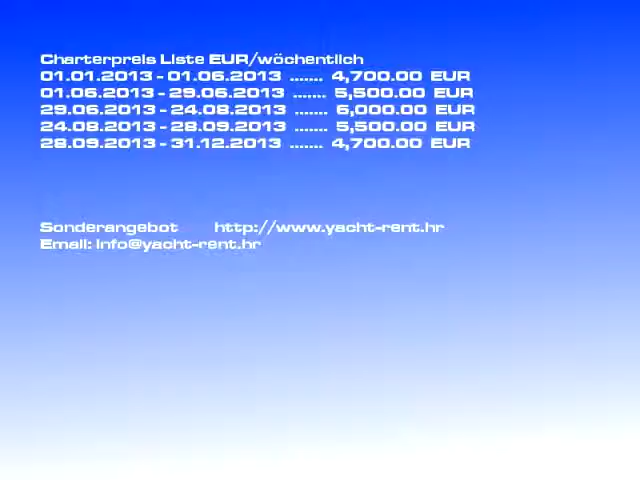 Charterpreis Liste EUR/wöchentlich
01.01.2013 - 01.06.2013 ....... 4,700.00 EUR
01.06.2013 - 29.06.2013 ....... 5,500.00 EUR
29.06.2013 - 24.08.2013 ....... 6,000.00 EUR
24.08.2013 - 28.09.2013 ....... 5,500.00 EUR
28.09.2013 - 31.12.2013 ....... 4,700.00 EUR
Sonderangebot http://www.yacht-rent.hr
Email: info@yacht-rent.hr